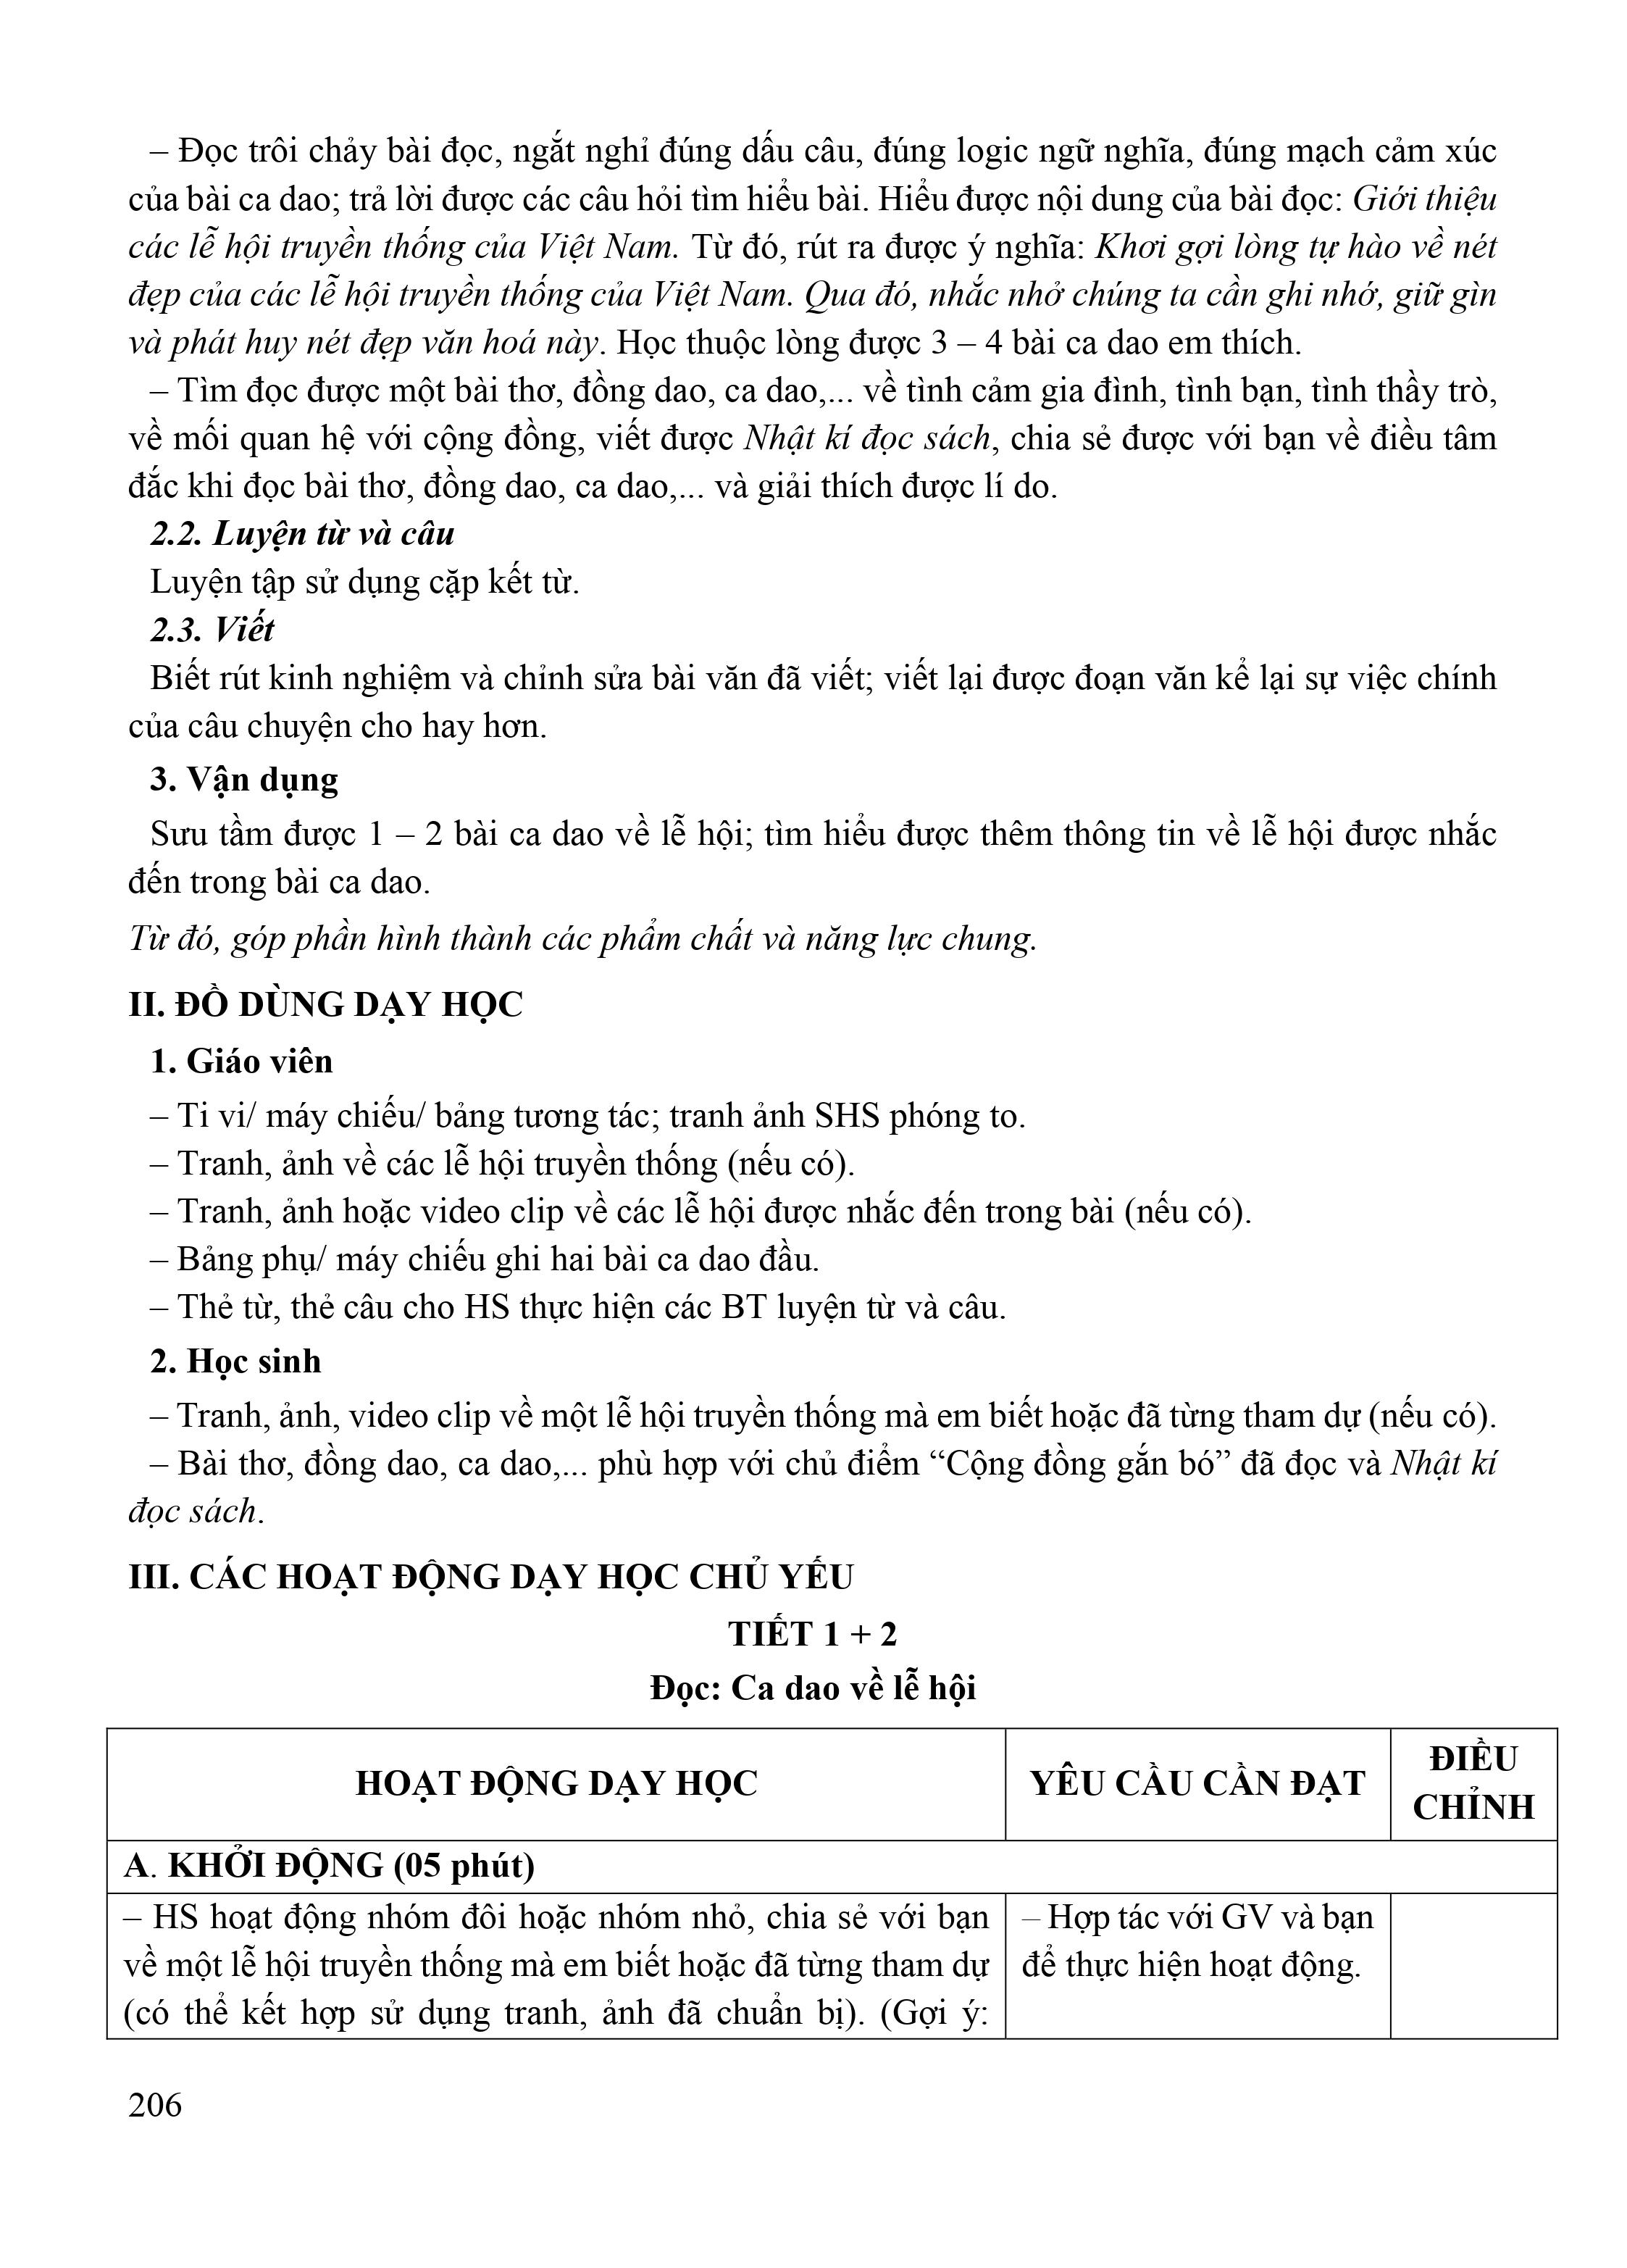 – Đọc trôi chảy bài đọc, ngắt nghỉ đúng dấu câu, đúng logic ngữ nghĩa, đúng mạch cảm xúc
của bài ca dao; trả lời được các câu hỏi tìm hiểu bài. Hiểu được nội dung của bài đọc: Giới thiệu
các lễ hội truyền thống của Việt Nam. Từ đó, rút ra được ý nghĩa: Khơi gợi lòng tự hào về nét
đẹp của các lễ hội truyền thống của Việt Nam. Qua đó, nhắc nhở chúng ta cần ghi nhớ, giữ gìn
và phát huy nét đẹp văn hoá này. Học thuộc lòng được 3 – 4 bài ca dao em thích.
– Tìm đọc được một bài thơ, đồng dao, ca dao,... về tình cảm gia đình, tình bạn, tình thầy trò,
về mối quan hệ với cộng đồng, viết được Nhật kí đọc sách, chia sẻ được với bạn về điều tâm
đắc khi đọc bài thơ, đồng dao, ca dao,... và giải thích được lí do.
2.2. Luyện từ và câu
Luyện tập sử dụng cặp kết từ.
2.3. Viết
Biết rút kinh nghiệm và chỉnh sửa bài văn đã viết; viết lại được đoạn văn kể lại sự việc chính
của câu chuyện cho hay hơn.
3. Vận dụng
Sưu tầm được 1 – 2 bài ca dao về lễ hội; tìm hiểu được thêm thông tin về lễ hội được nhắc
đến trong bài ca dao.
Từ đó, góp phần hình thành các phẩm chất và năng lực chung.
II. ĐỒ DÙNG DẠY HỌC
1. Giáo viên
– Ti vi/ máy chiếu/ bảng tương tác; tranh ảnh SHS phóng to.
– Tranh, ảnh về các lễ hội truyền thống (nếu có).
– Tranh, ảnh hoặc video clip về các lễ hội được nhắc đến trong bài (nếu có).
– Bảng phụ/ máy chiếu ghi hai bài ca dao đầu.
– Thẻ từ, thẻ câu cho HS thực hiện các BT luyện từ và câu.
2. Học sinh
– Tranh, ảnh, video clip về một lễ hội truyền thống mà em biết hoặc đã từng tham dự (nếu có).
– Bài thơ, đồng dao, ca dao,... phù hợp với chủ điểm “Cộng đồng gắn bó” đã đọc và Nhật kí
đọc sách.
III. CÁC HOẠT ĐỘNG DẠY HỌC CHỦ YẾU
TIẾT 1 + 2
Đọc: Ca dao về lễ hội
HOẠT ĐỘNG DẠY HỌC
YÊU CẦU CẦN ĐẠT
ĐIỀU
CHỈNH
A. KHỞI ĐỘNG (05 phút)
– HS hoạt động nhóm đôi hoặc nhóm nhỏ, chia sẻ với bạn
về một lễ hội truyền thống mà em biết hoặc đã từng tham dự
(có thể kết hợp sử dụng tranh, ảnh đã chuẩn bị). (Gợi ý:
– Hợp tác với GV và bạn
để thực hiện hoạt động.
206